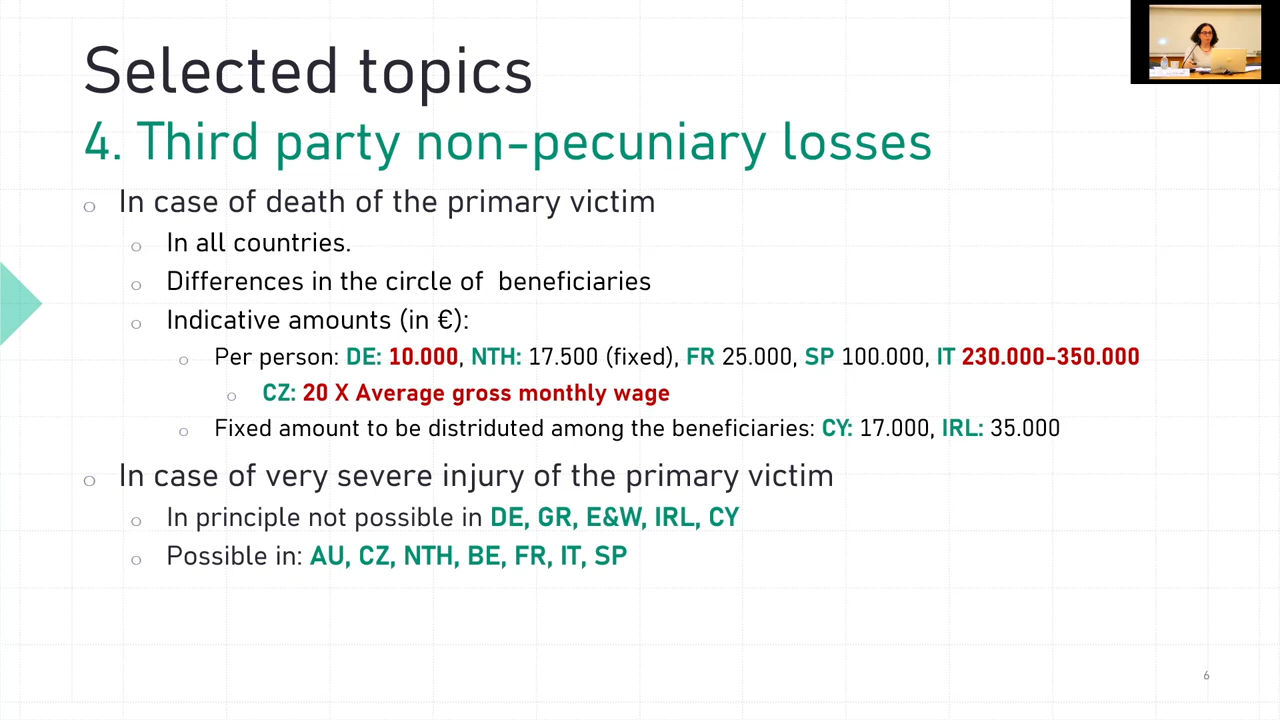 Selected topics
4. Third party non-pecuniary losses
In case of death of the primary victim
In all countries.
Differences in the circle of beneficiaries
Indicative amounts (in €):
Per person: DE: 10.000, NTH: 17.500 (fixed), FR 25.000, SP 100.000, IT 230.000-350.000
CZ: 20 X Average gross monthly wage
Fixed amount to be distriduted among the beneficiaries: CY: 17.000, IRL: 35.000
In case of very severe injury of the primary victim
In principle not possible in DE, GR, E&W, IRL, CY
Possible in: AU, CZ, NTH, BE, FR, IT, SP
6